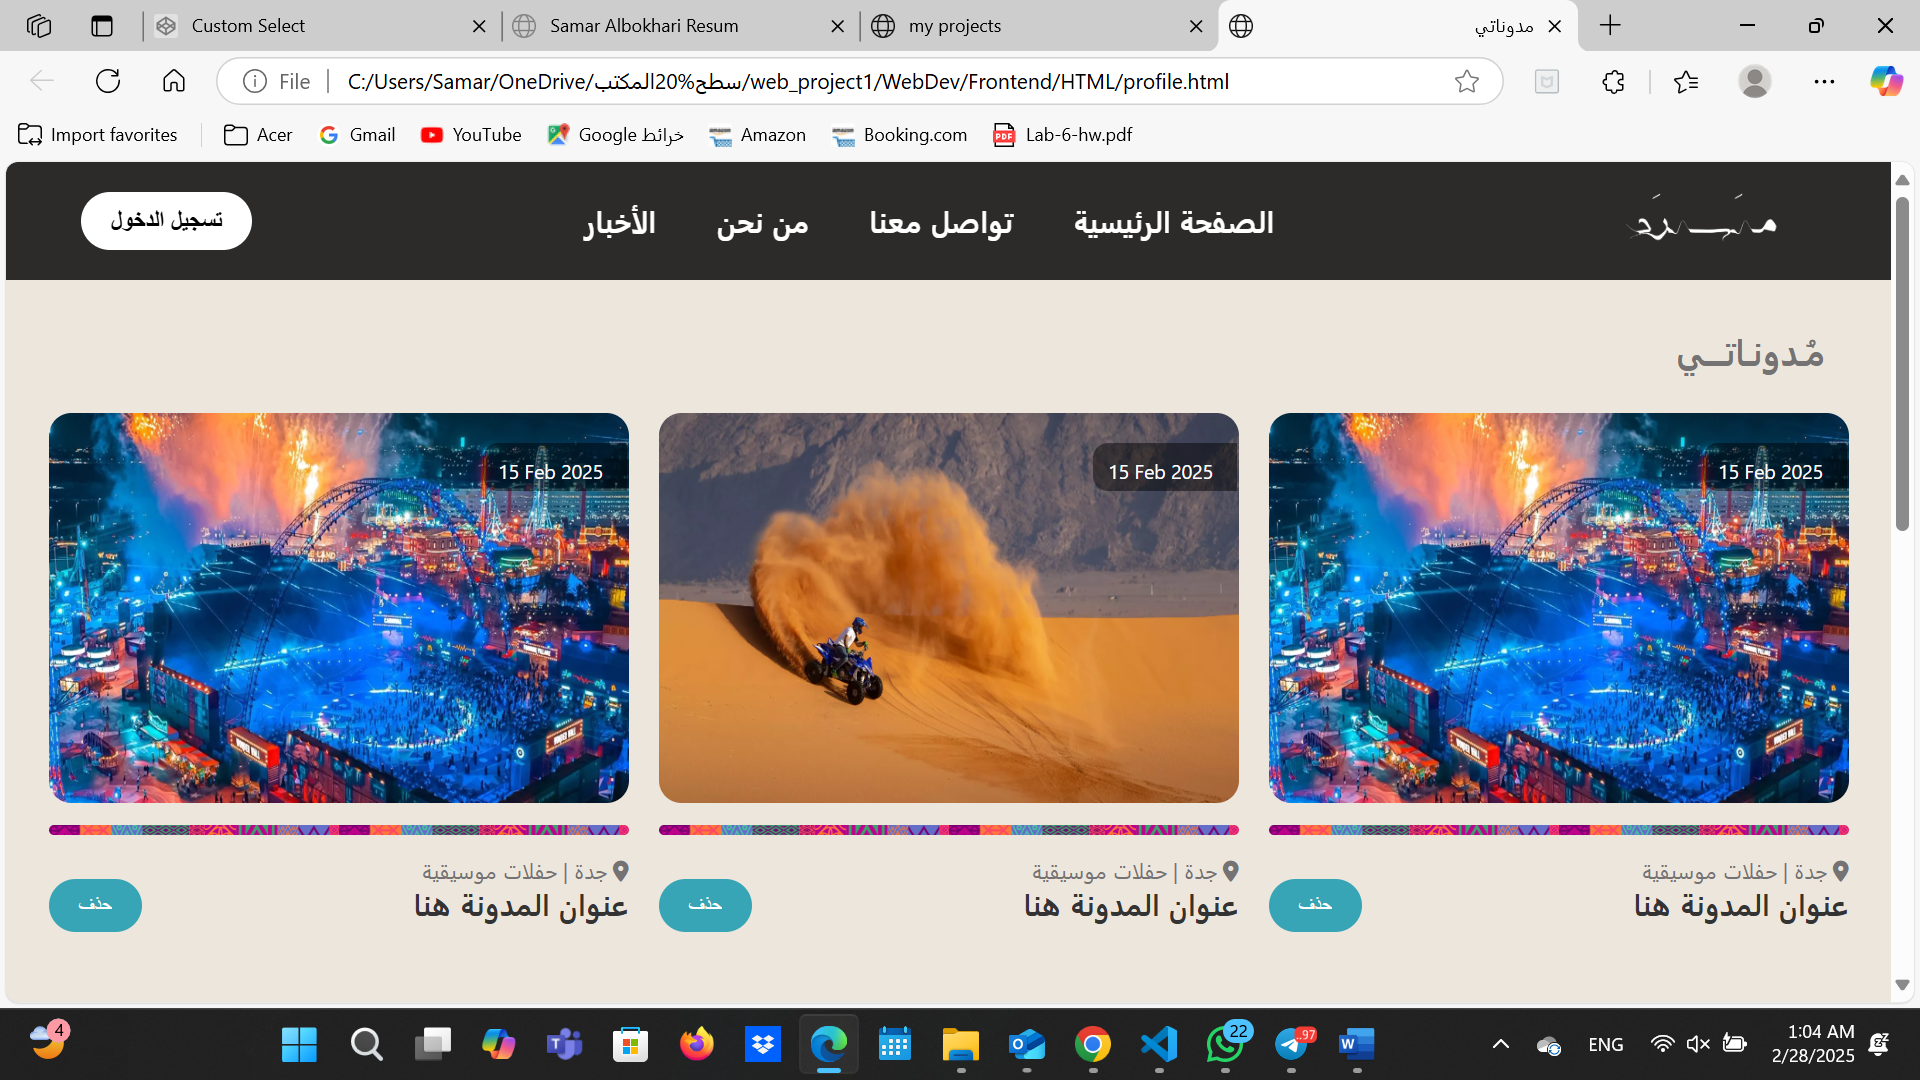 Custom Select
Samar Albokhari Resum
my projects
مدوناتي
File
C:/Users/Samar/OneDrive/سطح%20المكتب/web_project1/WebDev/Frontend/HTML/profile.html
Import favorites
Acer
Gmail
YouTube
Google خرائط
Amazon
Booking.com
PDF
Lab-6-hw.pdf
مسرد
الصفحة الرئيسية
تواصل معنا
من نحن
الأخبار
تسجيل الدخول
مُـدونـاتـــي
15 Feb 2025
15 Feb 2025
15 Feb 2025
جدة | حفلات موسيقية
عنوان المدونة هنا
حذف
جدة | حفلات موسيقية
عنوان المدونة هنا
حذف
جدة | حفلات موسيقية
عنوان المدونة هنا
حذف
4
22
97
ENG
1:04 AM
2/28/2025